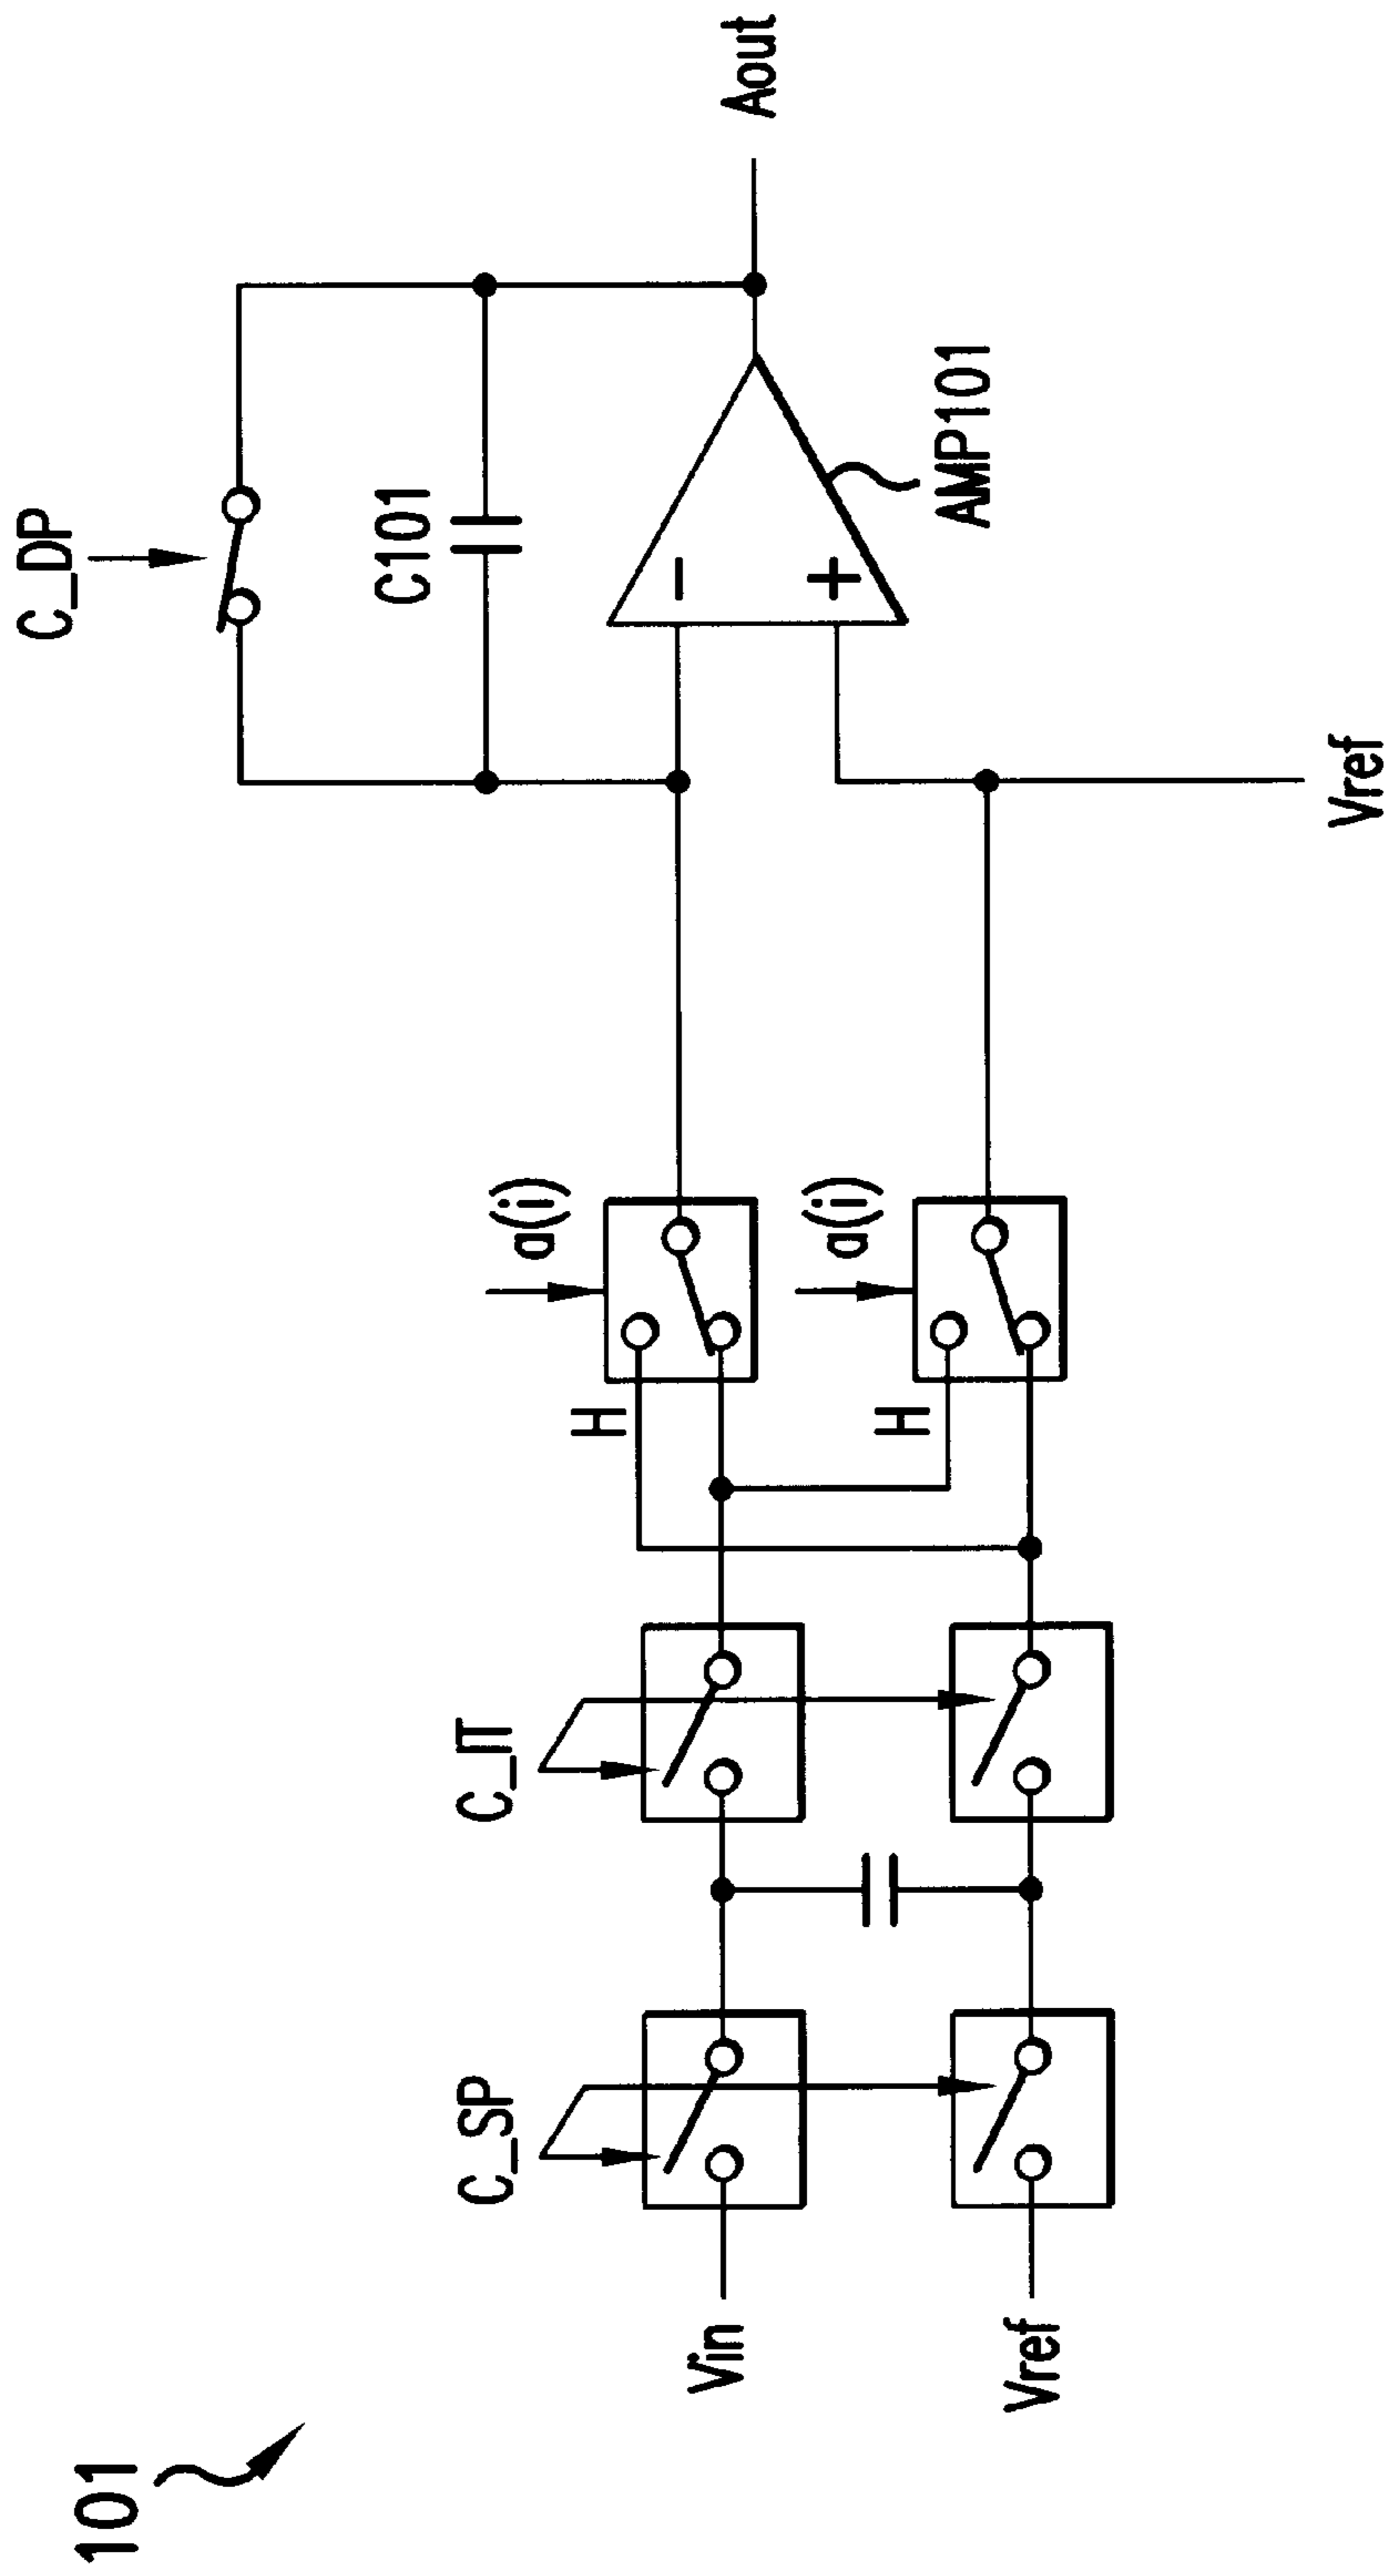 101
C_DP
C101
Aout
AMP101
a(i)
a(i)
H
H
C_IT
C_SP
Vin
Vref
Vref